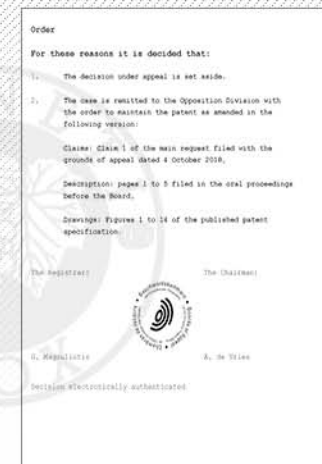 Order
For these reasons it is decided that:
1. The decision under appeal is set aside.
2. The case is remitted to the Opposition Division with
the order to maintain the patent as amended in the
following version:
Claims: Claim 1 of the main request filed with the
grounds of appeal dated 4 October 2018,
Description: pages 1 to 5 filed in the oral proceedings
before the Board,
Drawings: Figures 1 to 14 of the published patent
specification.
The Registrar: The Chairman:
G. Magouliotis A. de Vries
Decision electronically authenticated